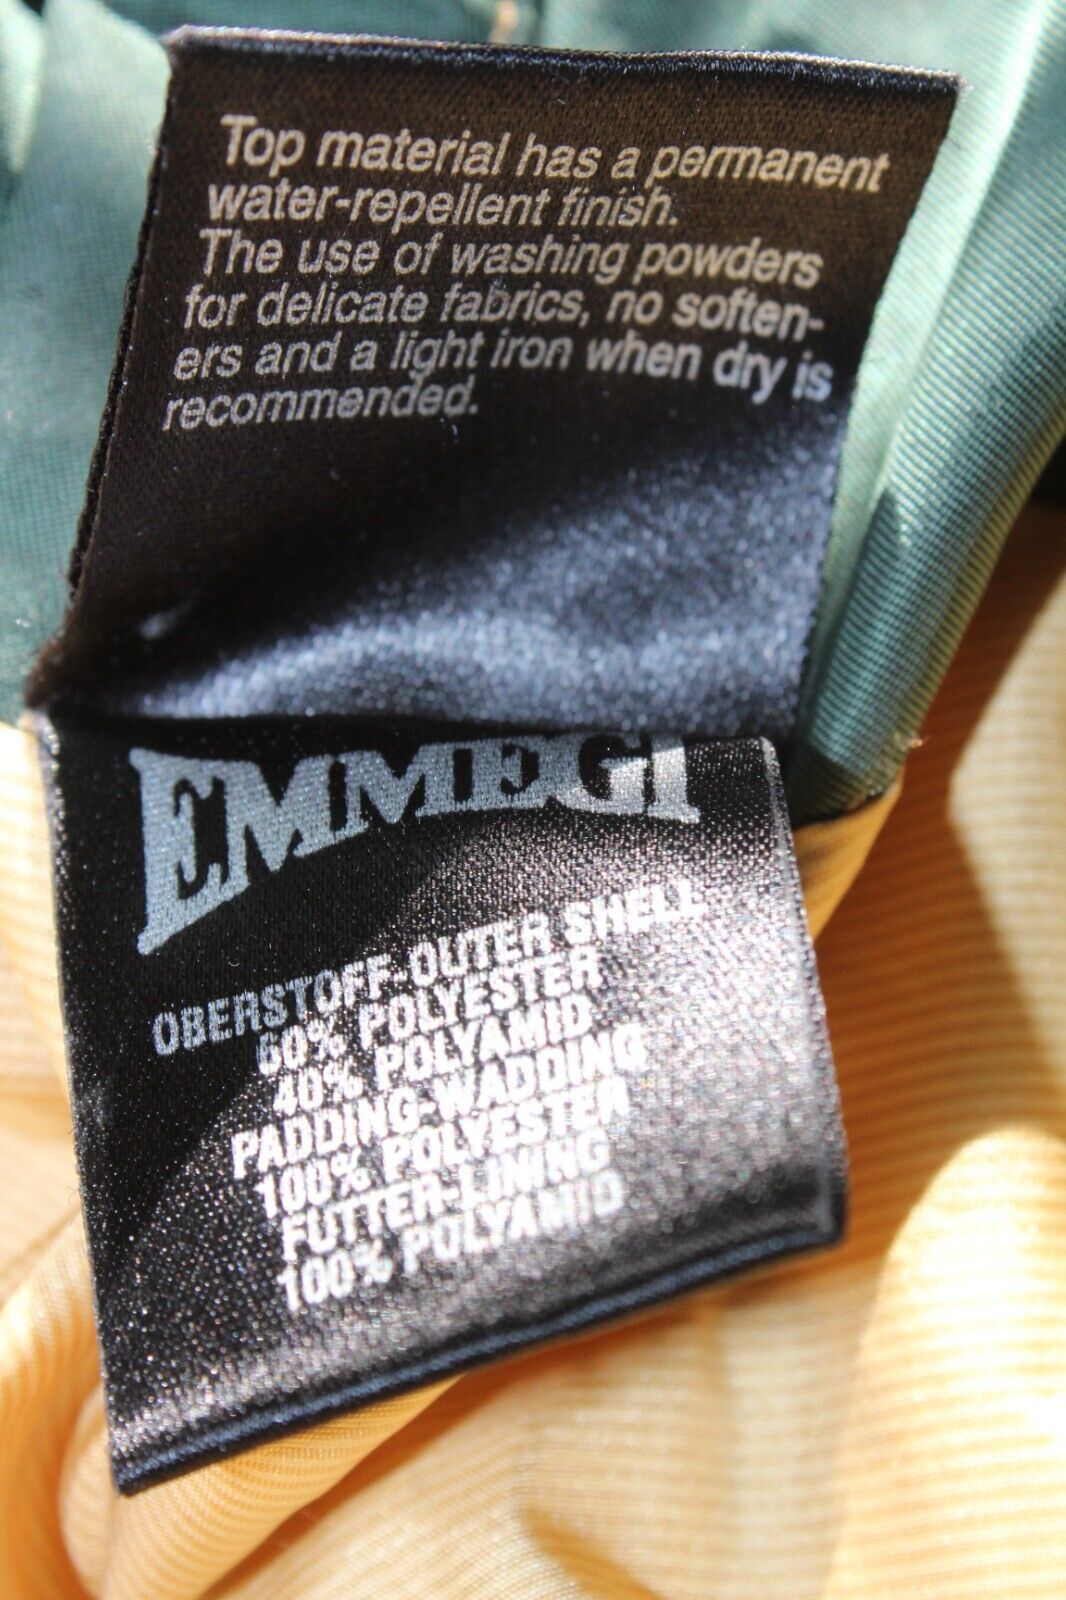 Top material has a permanent
water-repellent finish.
The use of washing powders
for delicate fabrics, no soften-
ers and a light iron when dry is
recommended.
EMMEGI
OBERSTOFF-OUTER SHELL
60% POLYESTER
40% POLYAMID
PADDING-WADDING
100% POLYESTER
FUTTER-LINING
100% POLYAMID